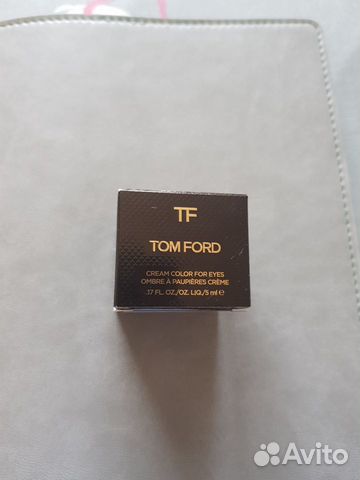 TF
TOM FORD
CREAM COLOR FOR EYES
OMBRE À PAUPIÈRES CRÈME
.17 FL. OZ./OZ. LIQ./5 ml ℮
Avito